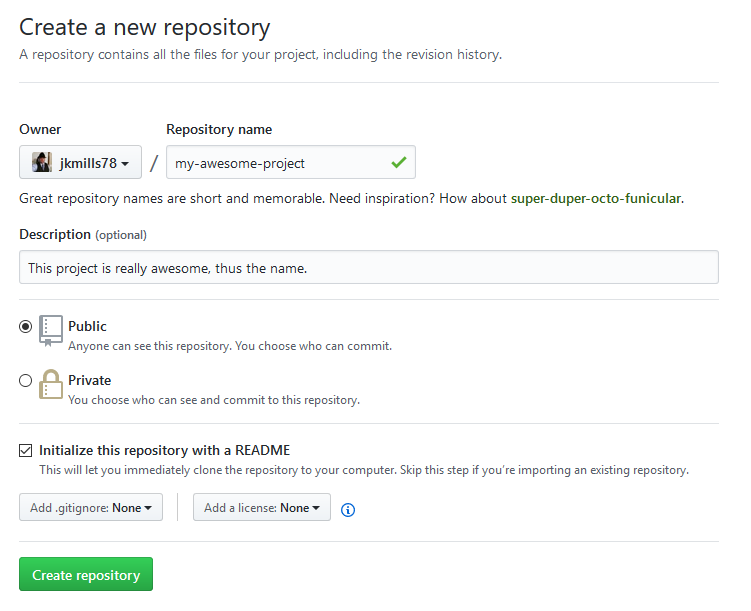 Create a new repository
A repository contains all the files for your project, including the revision history.
Owner Repository name
jkmills78 / my-awesome-project
Great repository names are short and memorable. Need inspiration? How about super-duper-octo-funicular.
Description (optional)
This project is really awesome, thus the name.
Public
Anyone can see this repository. You choose who can commit.
Private
You choose who can see and commit to this repository.
Initialize this repository with a README
This will let you immediately clone the repository to your computer. Skip this step if you’re importing an existing repository.
Add .gitignore: None Add a license: None
Create repository